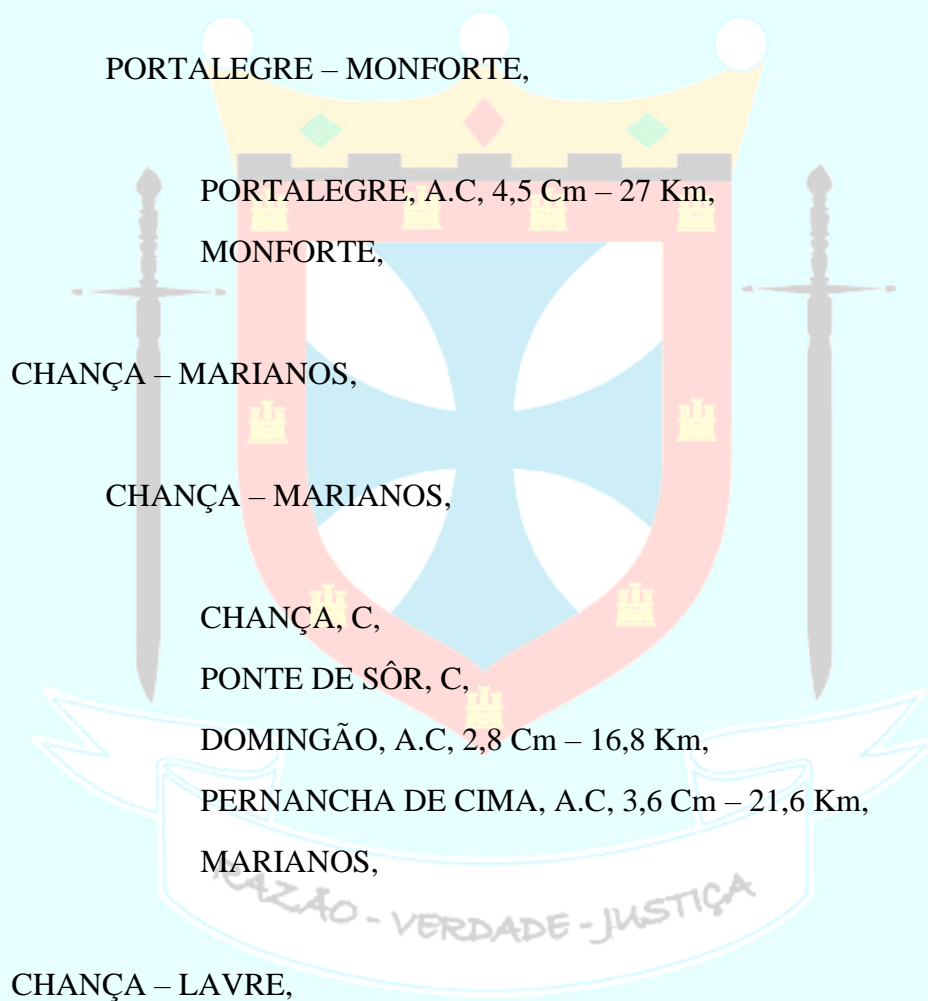 PORTALEGRE – MONFORTE,
PORTALEGRE, A.C, 4,5 Cm – 27 Km,
MONFORTE,
CHANÇA – MARIANOS,
CHANÇA – MARIANOS,
CHANÇA, C,
PONTE DE SÔR, C,
DOMINGÃO, A.C, 2,8 Cm – 16,8 Km,
PERNANCHA DE CIMA, A.C, 3,6 Cm – 21,6 Km,
MARIANOS,
RAZÃO - VERDADE - JUSTIÇA
CHANÇA – LAVRE,